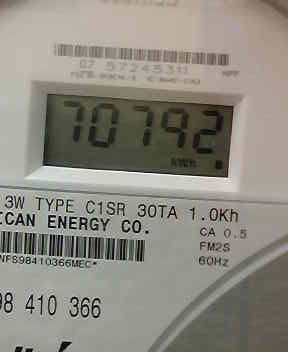 07 57245311
70792
KWH
3W TYPE C1SR 30TA 1.0Kh
ICAN ENERGY CO.
CA 0.5
FM2S
NFS98410366MEC*
60Hz
98 410 366